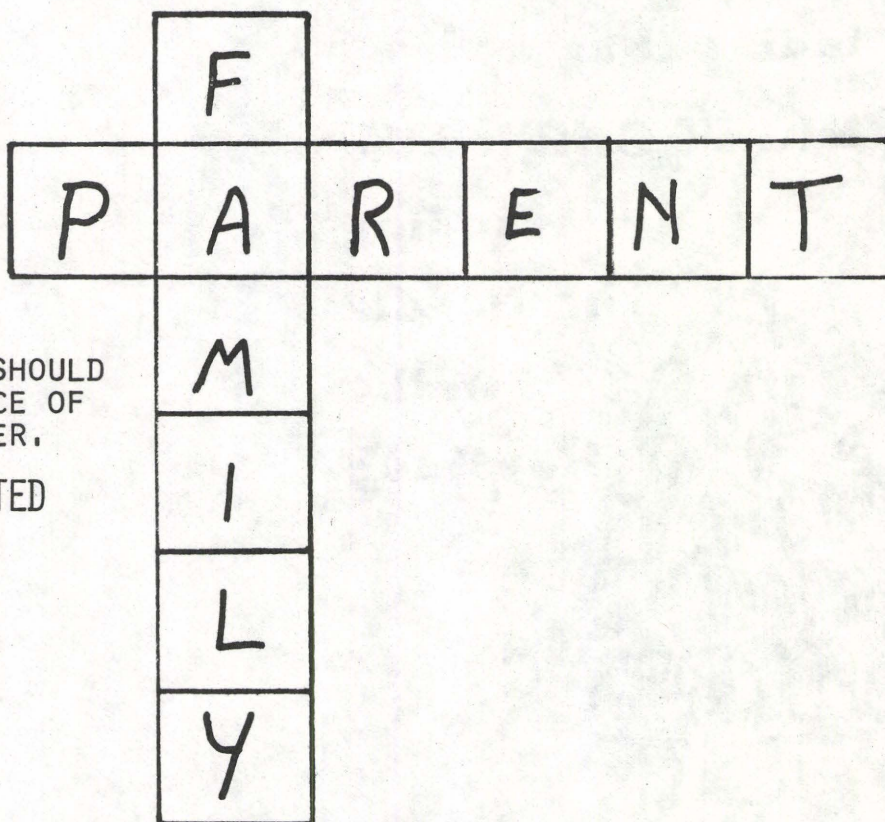 F
PARENT
M
SHOULD
CE OF
ER.
I
TED
L
Y